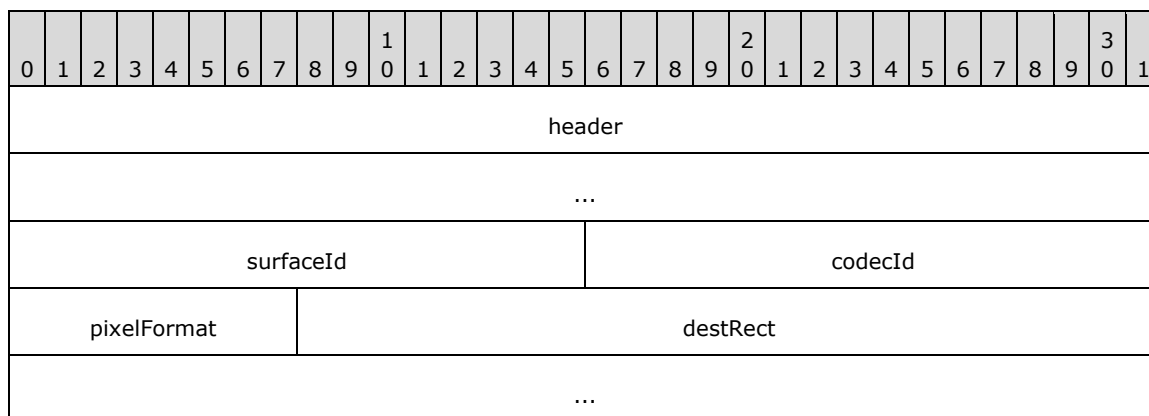 1 2 3
0 1 2 3 4 5 6 7 8 9 0 1 2 3 4 5 6 7 8 9 0 1 2 3 4 5 6 7 8 9 0 1
header
...
surfaceId codecId
pixelFormat destRect
...